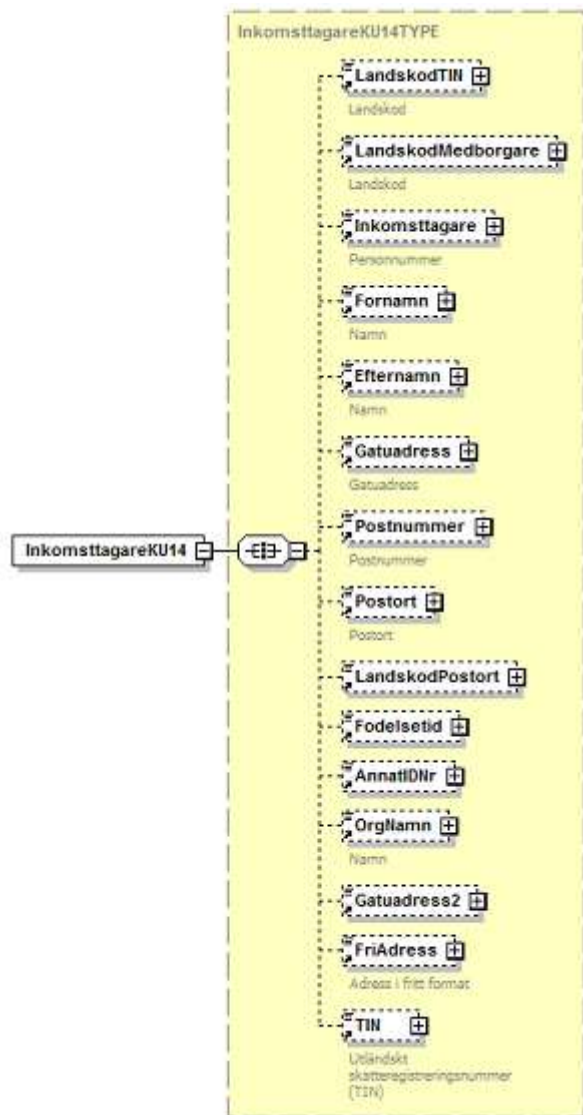 InkomsttagareKU14TYPE
LandskodTIN
Landskod
LandskodMedborgare
Landskod
Inkomsttagare
Personnummer
Fornamn
Namn
Efternamn
Namn
Gatuadress
Gatuadress
Postnummer
Postnummer
InkomsttagareKU14
Postort
Postort
LandskodPostort
Fodelsetid
AnnatIDNr
OrgNamn
Namn
Gatuadress2
FriAdress
Adress i fritt format
TIN
Utländskt
skatteregistreringsnummer
(TIN)